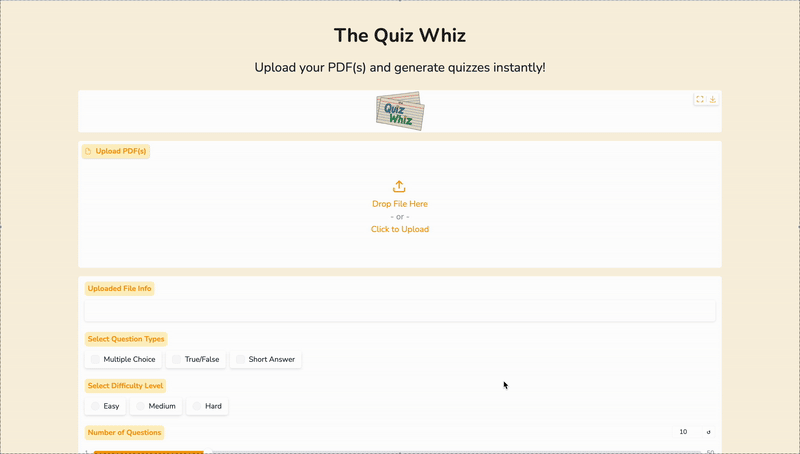 The Quiz Whiz
Upload your PDF(s) and generate quizzes instantly!
Quiz
Whiz
Upload PDF(s)
Drop File Here
- or -
Click to Upload
Uploaded File Info
Select Question Types
Multiple Choice True/False Short Answer
Select Difficulty Level
Easy Medium Hard
Number of Questions 10